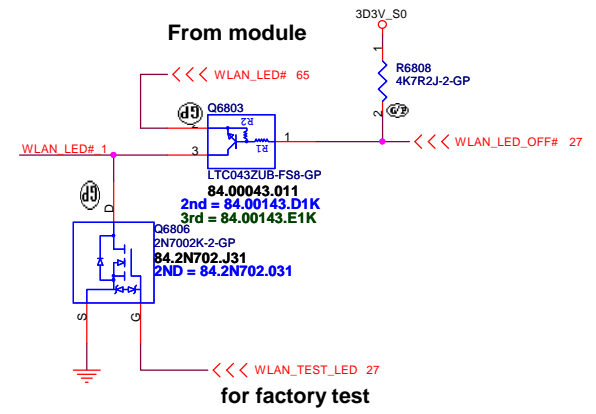 3D3V_S0
From module
1
R6808
4K7R2J-2-GP
WLAN_LED# 65
2
G/P
GP
Q6803
R2
R1
2
1
WLAN_LED_OFF# 27
WLAN_LED#_1
3
LTC043ZUB-FS8-GP
84.00043.011
2nd = 84.00143.D1K
3rd = 84.00143.E1K
GP
D
Q6806
2N7002K-2-GP
84.2N702.J31
2ND = 84.2N702.031
S
G
WLAN_TEST_LED 27
for factory test